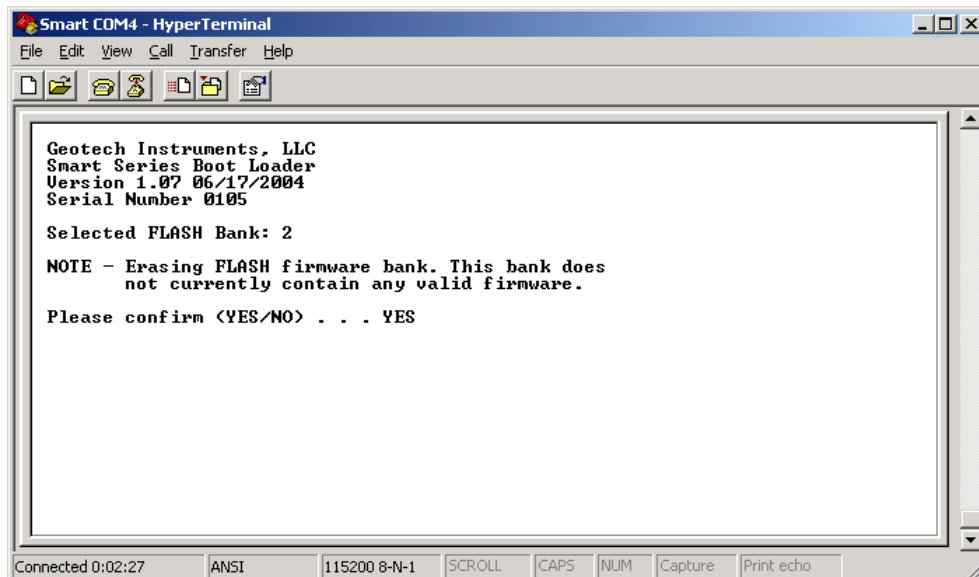 Smart COM4 - HyperTerminal
File Edit View Call Transfer Help
Geotech Instruments, LLC
Smart Series Boot Loader
Version 1.07 06/17/2004
Serial Number 0105
Selected FLASH Bank: 2
NOTE - Erasing FLASH firmware bank. This bank does
not currently contain any valid firmware.
Please confirm (YES/NO) . . . YES
Connected 0:02:27 ANSI 115200 8-N-1 SCROLL CAPS NUM Capture Print echo